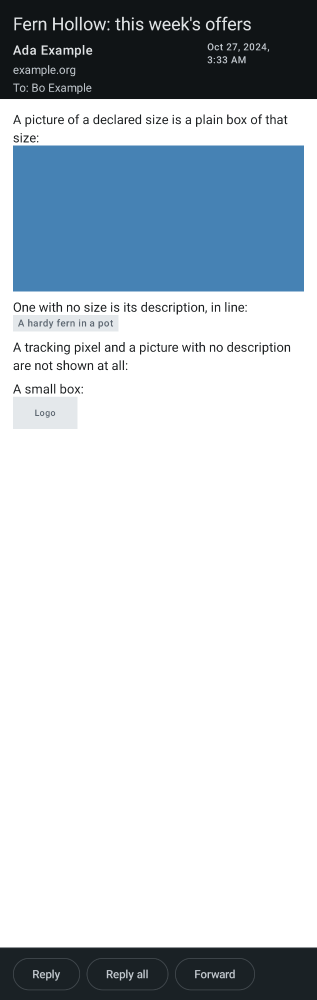 Fern Hollow: this week's offers
Ada Example
Oct 27, 2024,
3:33 AM
example.org
To: Bo Example
A picture of a declared size is a plain box of that
size:
One with no size is its description, in line:
A hardy fern in a pot
A tracking pixel and a picture with no description
are not shown at all:
A small box:
Logo
Reply
Reply all
Forward